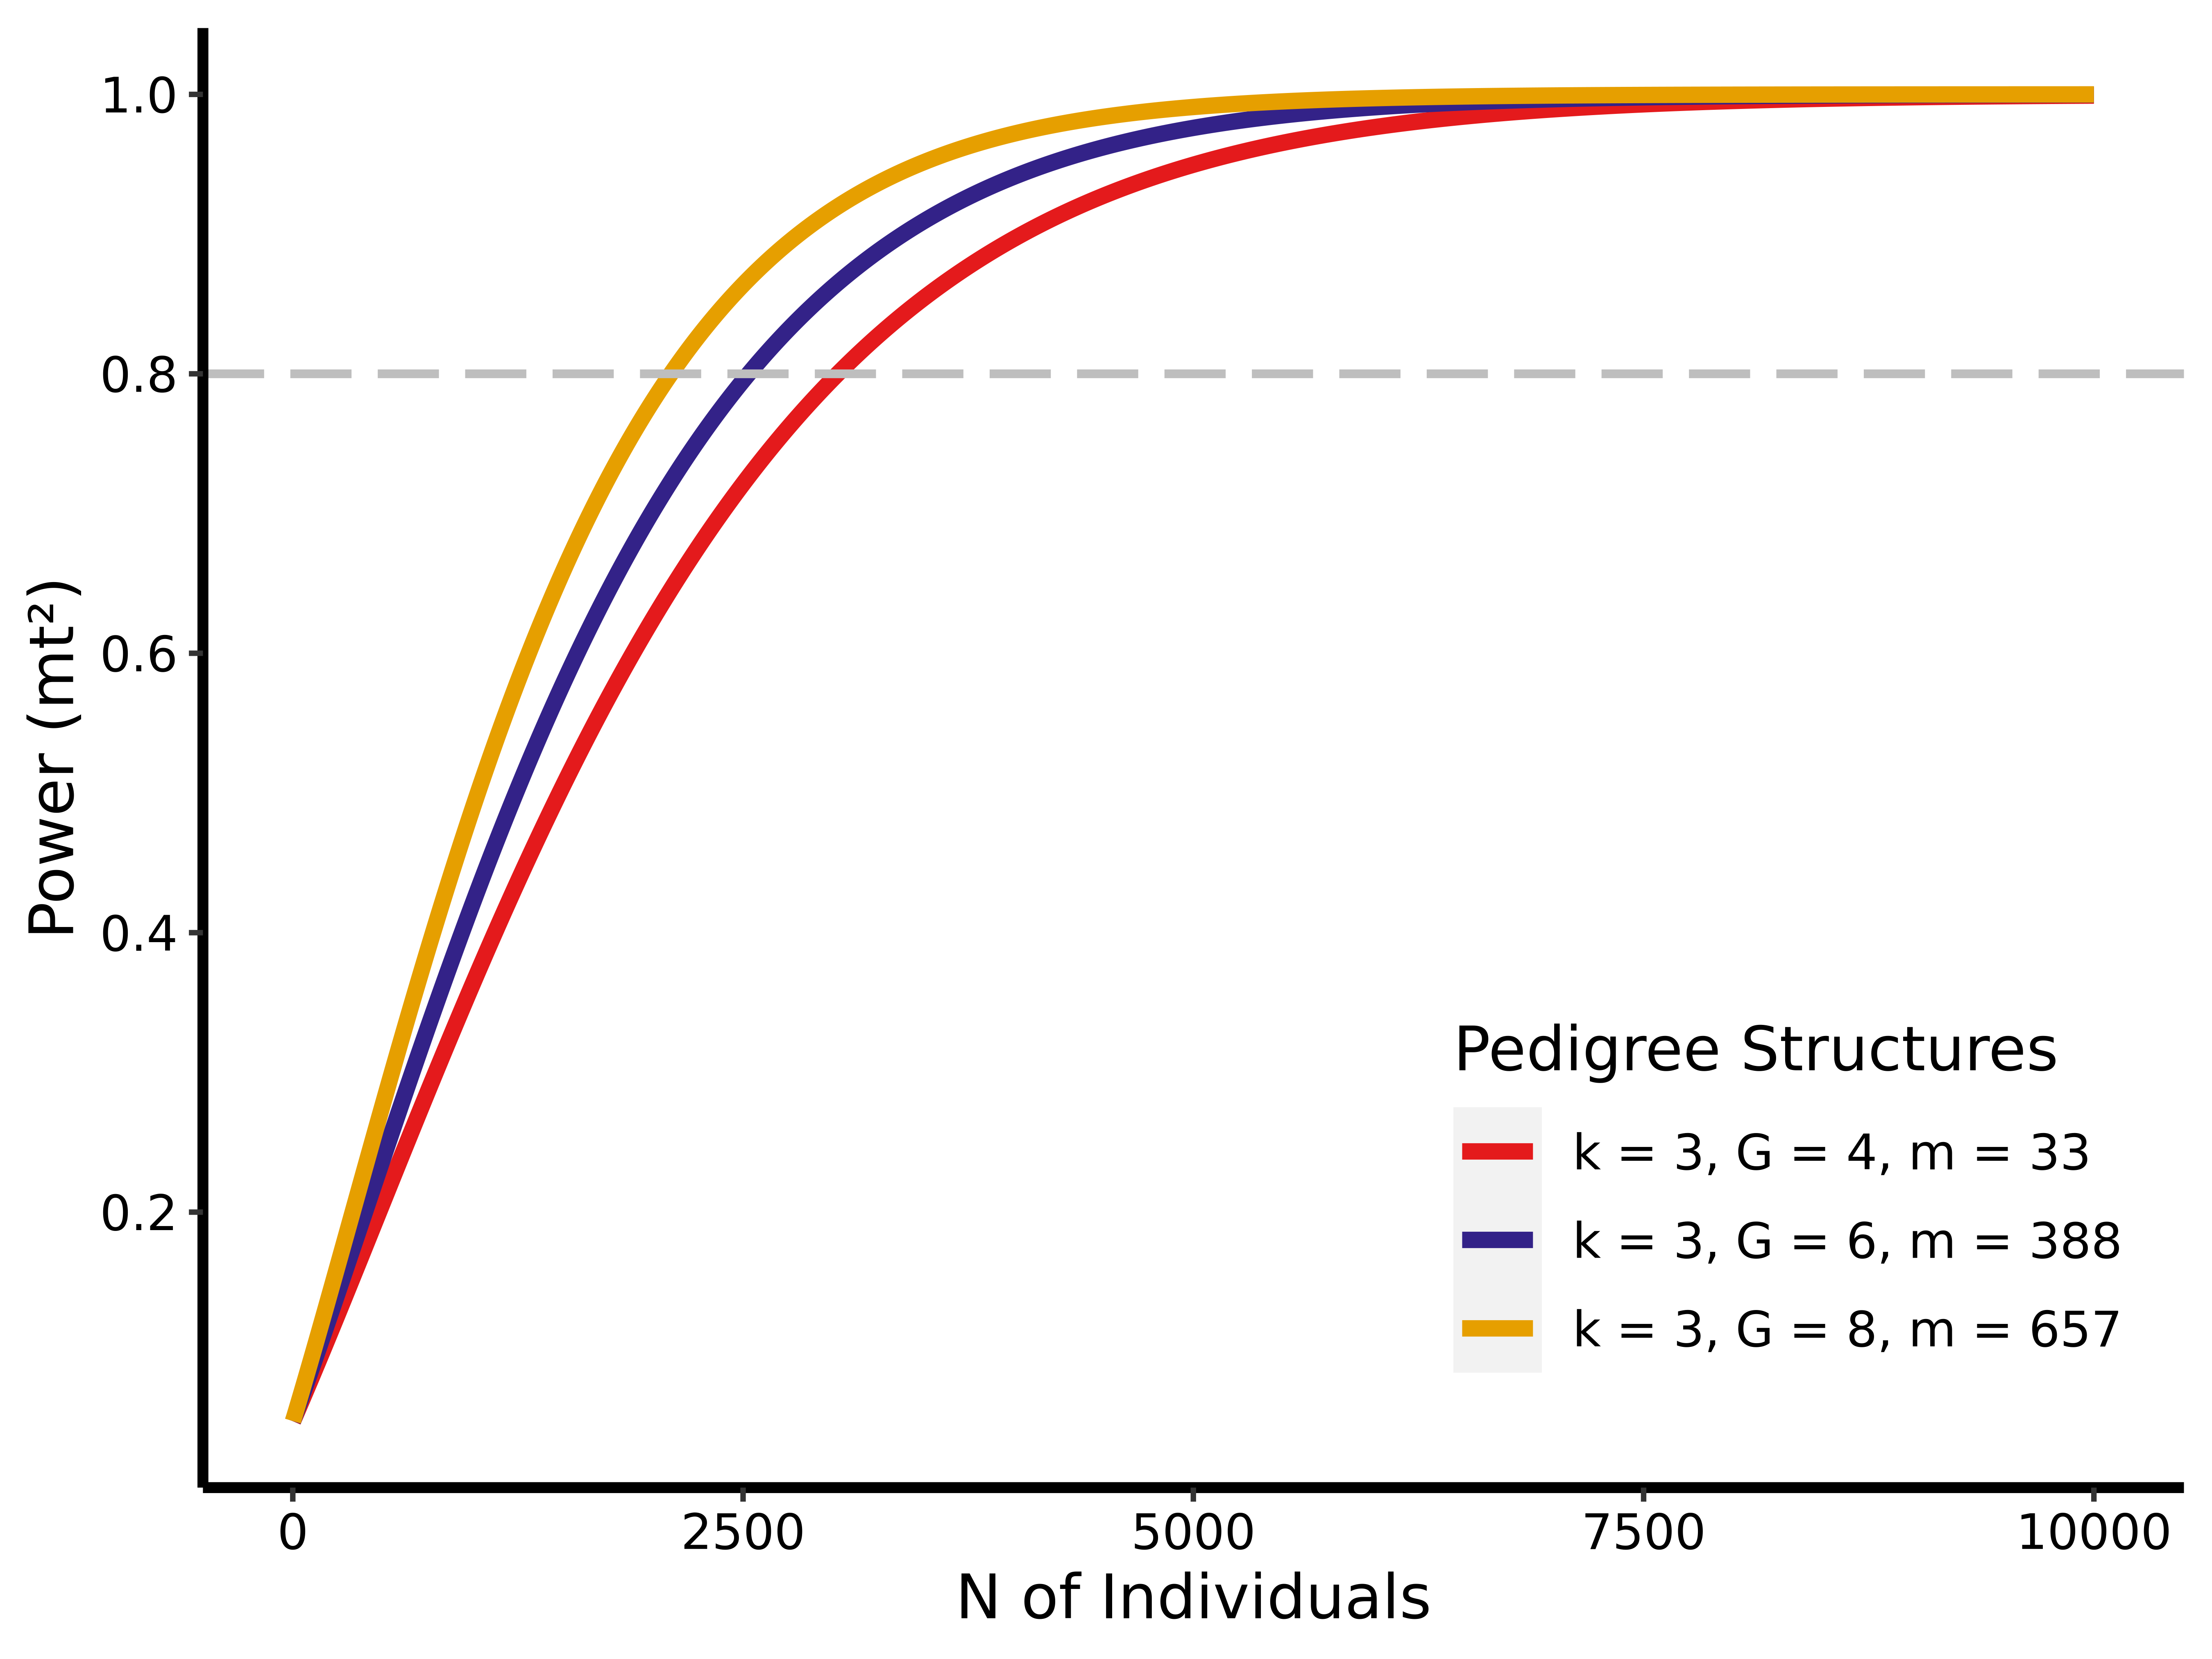 1.0
0.8
0.6
0.4
0.2
Power (mt²)
Pedigree Structures
k = 3, G = 4, m = 33
k = 3, G = 6, m = 388
k = 3, G = 8, m = 657
0 2500 5000 7500 10000
N of Individuals